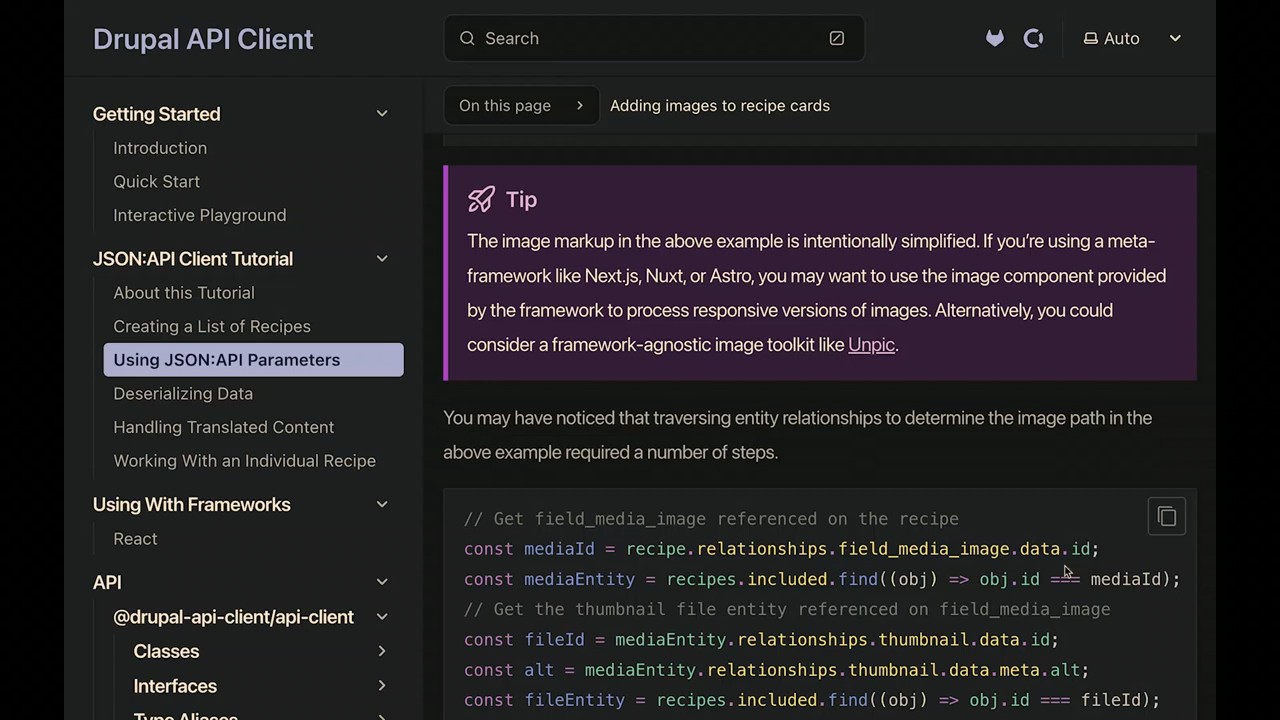 Drupal API Client
Search
Auto
Getting Started
Introduction
Quick Start
Interactive Playground
JSON:API Client Tutorial
About this Tutorial
Creating a List of Recipes
Using JSON:API Parameters
Deserializing Data
Handling Translated Content
Working With an Individual Recipe
Using With Frameworks
React
API
@drupal-api-client/api-client
Classes
Interfaces
Type Aliases
On this page
Adding images to recipe cards
Tip
The image markup in the above example is intentionally simplified. If you’re using a meta-
framework like Next.js, Nuxt, or Astro, you may want to use the image component provided
by the framework to process responsive versions of images. Alternatively, you could
consider a framework-agnostic image toolkit like Unpic.
You may have noticed that traversing entity relationships to determine the image path in the
above example required a number of steps.
// Get field_media_image referenced on the recipe
const mediaId = recipe.relationships.field_media_image.data.id;
const mediaEntity = recipes.included.find((obj) => obj.id === mediaId);
// Get the thumbnail file entity referenced on field_media_image
const fileId = mediaEntity.relationships.thumbnail.data.id;
const alt = mediaEntity.relationships.thumbnail.data.meta.alt;
const fileEntity = recipes.included.find((obj) => obj.id === fileId);